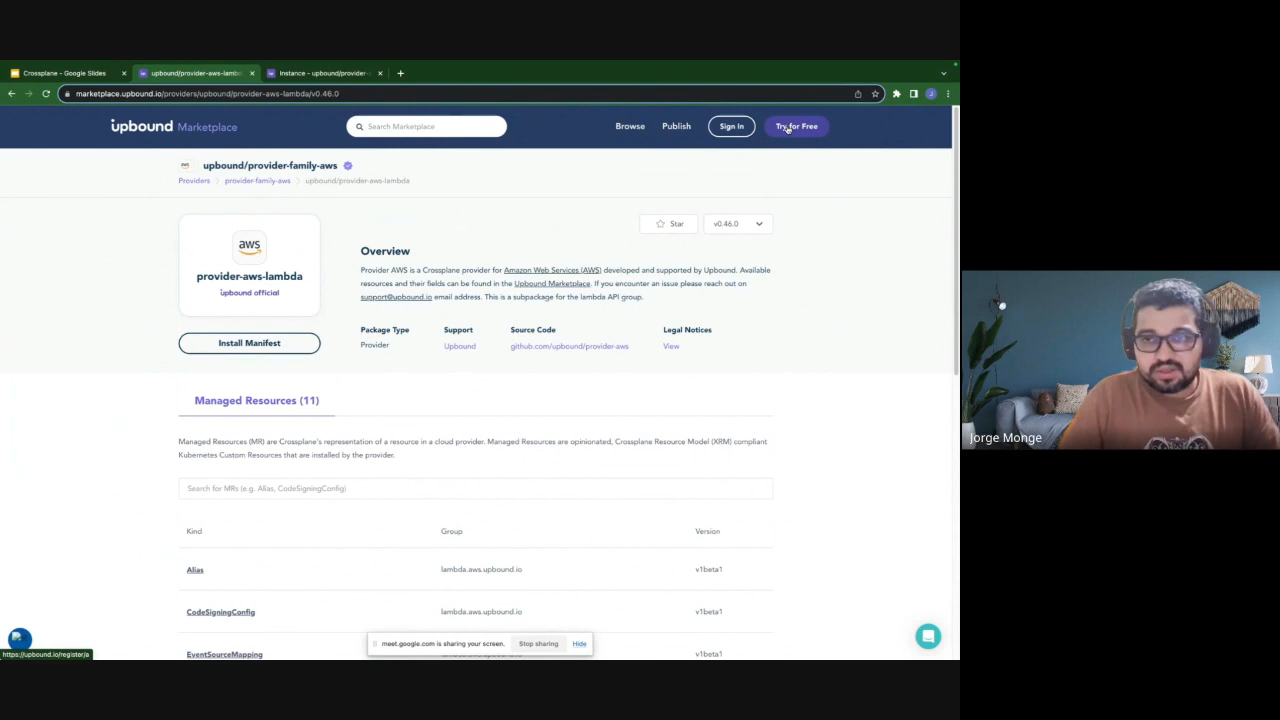 Crossplane - Google Slides
upbound/provider-aws-lambd
Instance - upbound/provider-
marketplace.upbound.io/providers/upbound/provider-aws-lambda/v0.46.0
J
upbound Marketplace
Search Marketplace
Browse
Publish
Sign In
Try for Free
aws
upbound/provider-family-aws
Providers > provider-family-aws > upbound/provider-aws-lambda
aws
provider-aws-lambda
upbound official
Install Manifest
Star
v0.46.0
Overview
Provider AWS is a Crossplane provider for Amazon Web Services (AWS) developed and supported by Upbound. Available
resources and their fields can be found in the Upbound Marketplace. If you encounter an issue please reach out on
support@upbound.io email address. This is a subpackage for the lambda API group.
Package Type
Support
Source Code
Legal Notices
Provider
Upbound
github.com/upbound/provider-aws
View
Managed Resources (11)
Managed Resources (MR) are Crossplane's representation of a resource in a cloud provider. Managed Resources are opinionated, Crossplane Resource Model (XRM) compliant
Kubernetes Custom Resources that are installed by the provider.
Search for MRs (e.g. Alias, CodeSigningConfig)
Kind
Group
Version
Alias
lambda.aws.upbound.io
v1beta1
CodeSigningConfig
lambda.aws.upbound.io
v1beta1
EventSourceMapping
v1beta1
meet.google.com is sharing your screen.
Stop sharing
Hide
https://upbound.io/register/a
Jorge Monge